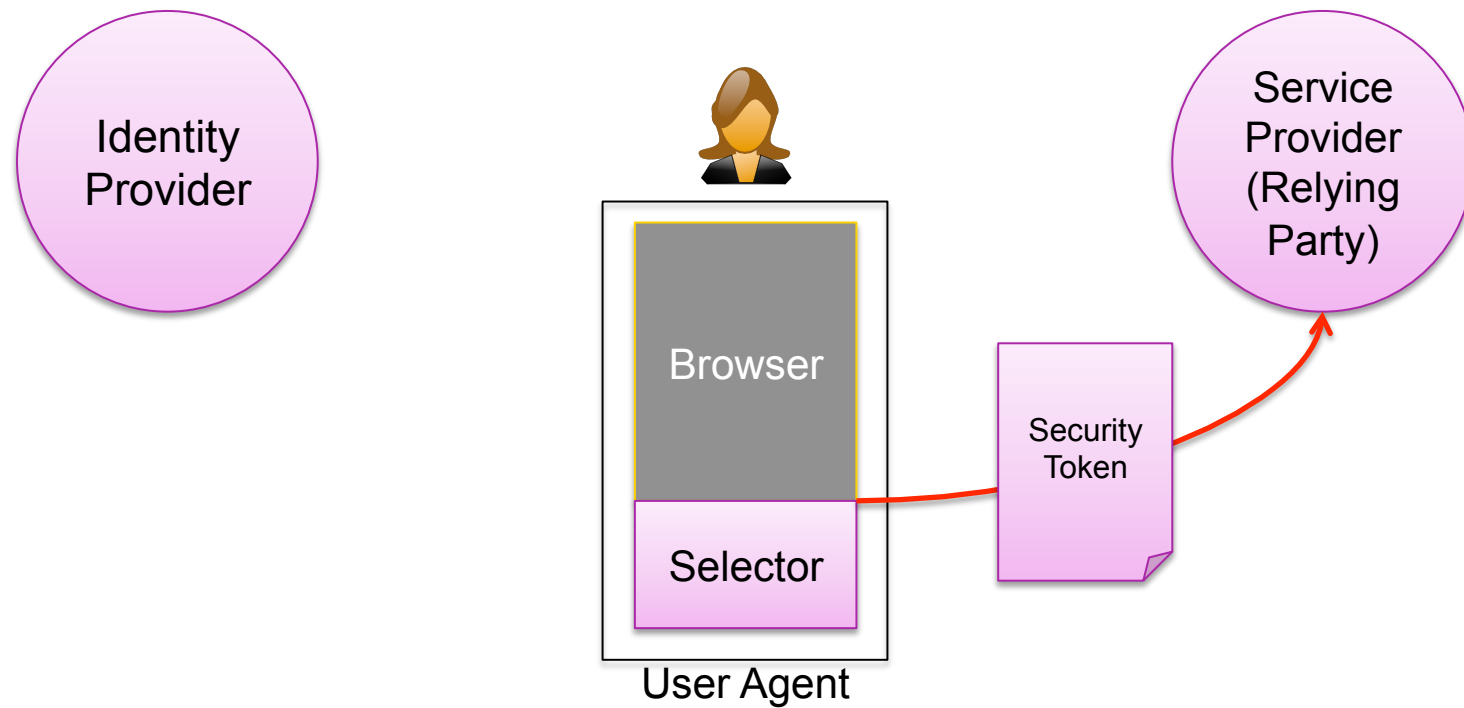 Identity
Provider
Service
Provider
(Relying
Party)
Browser
Security
Token
Selector
User Agent